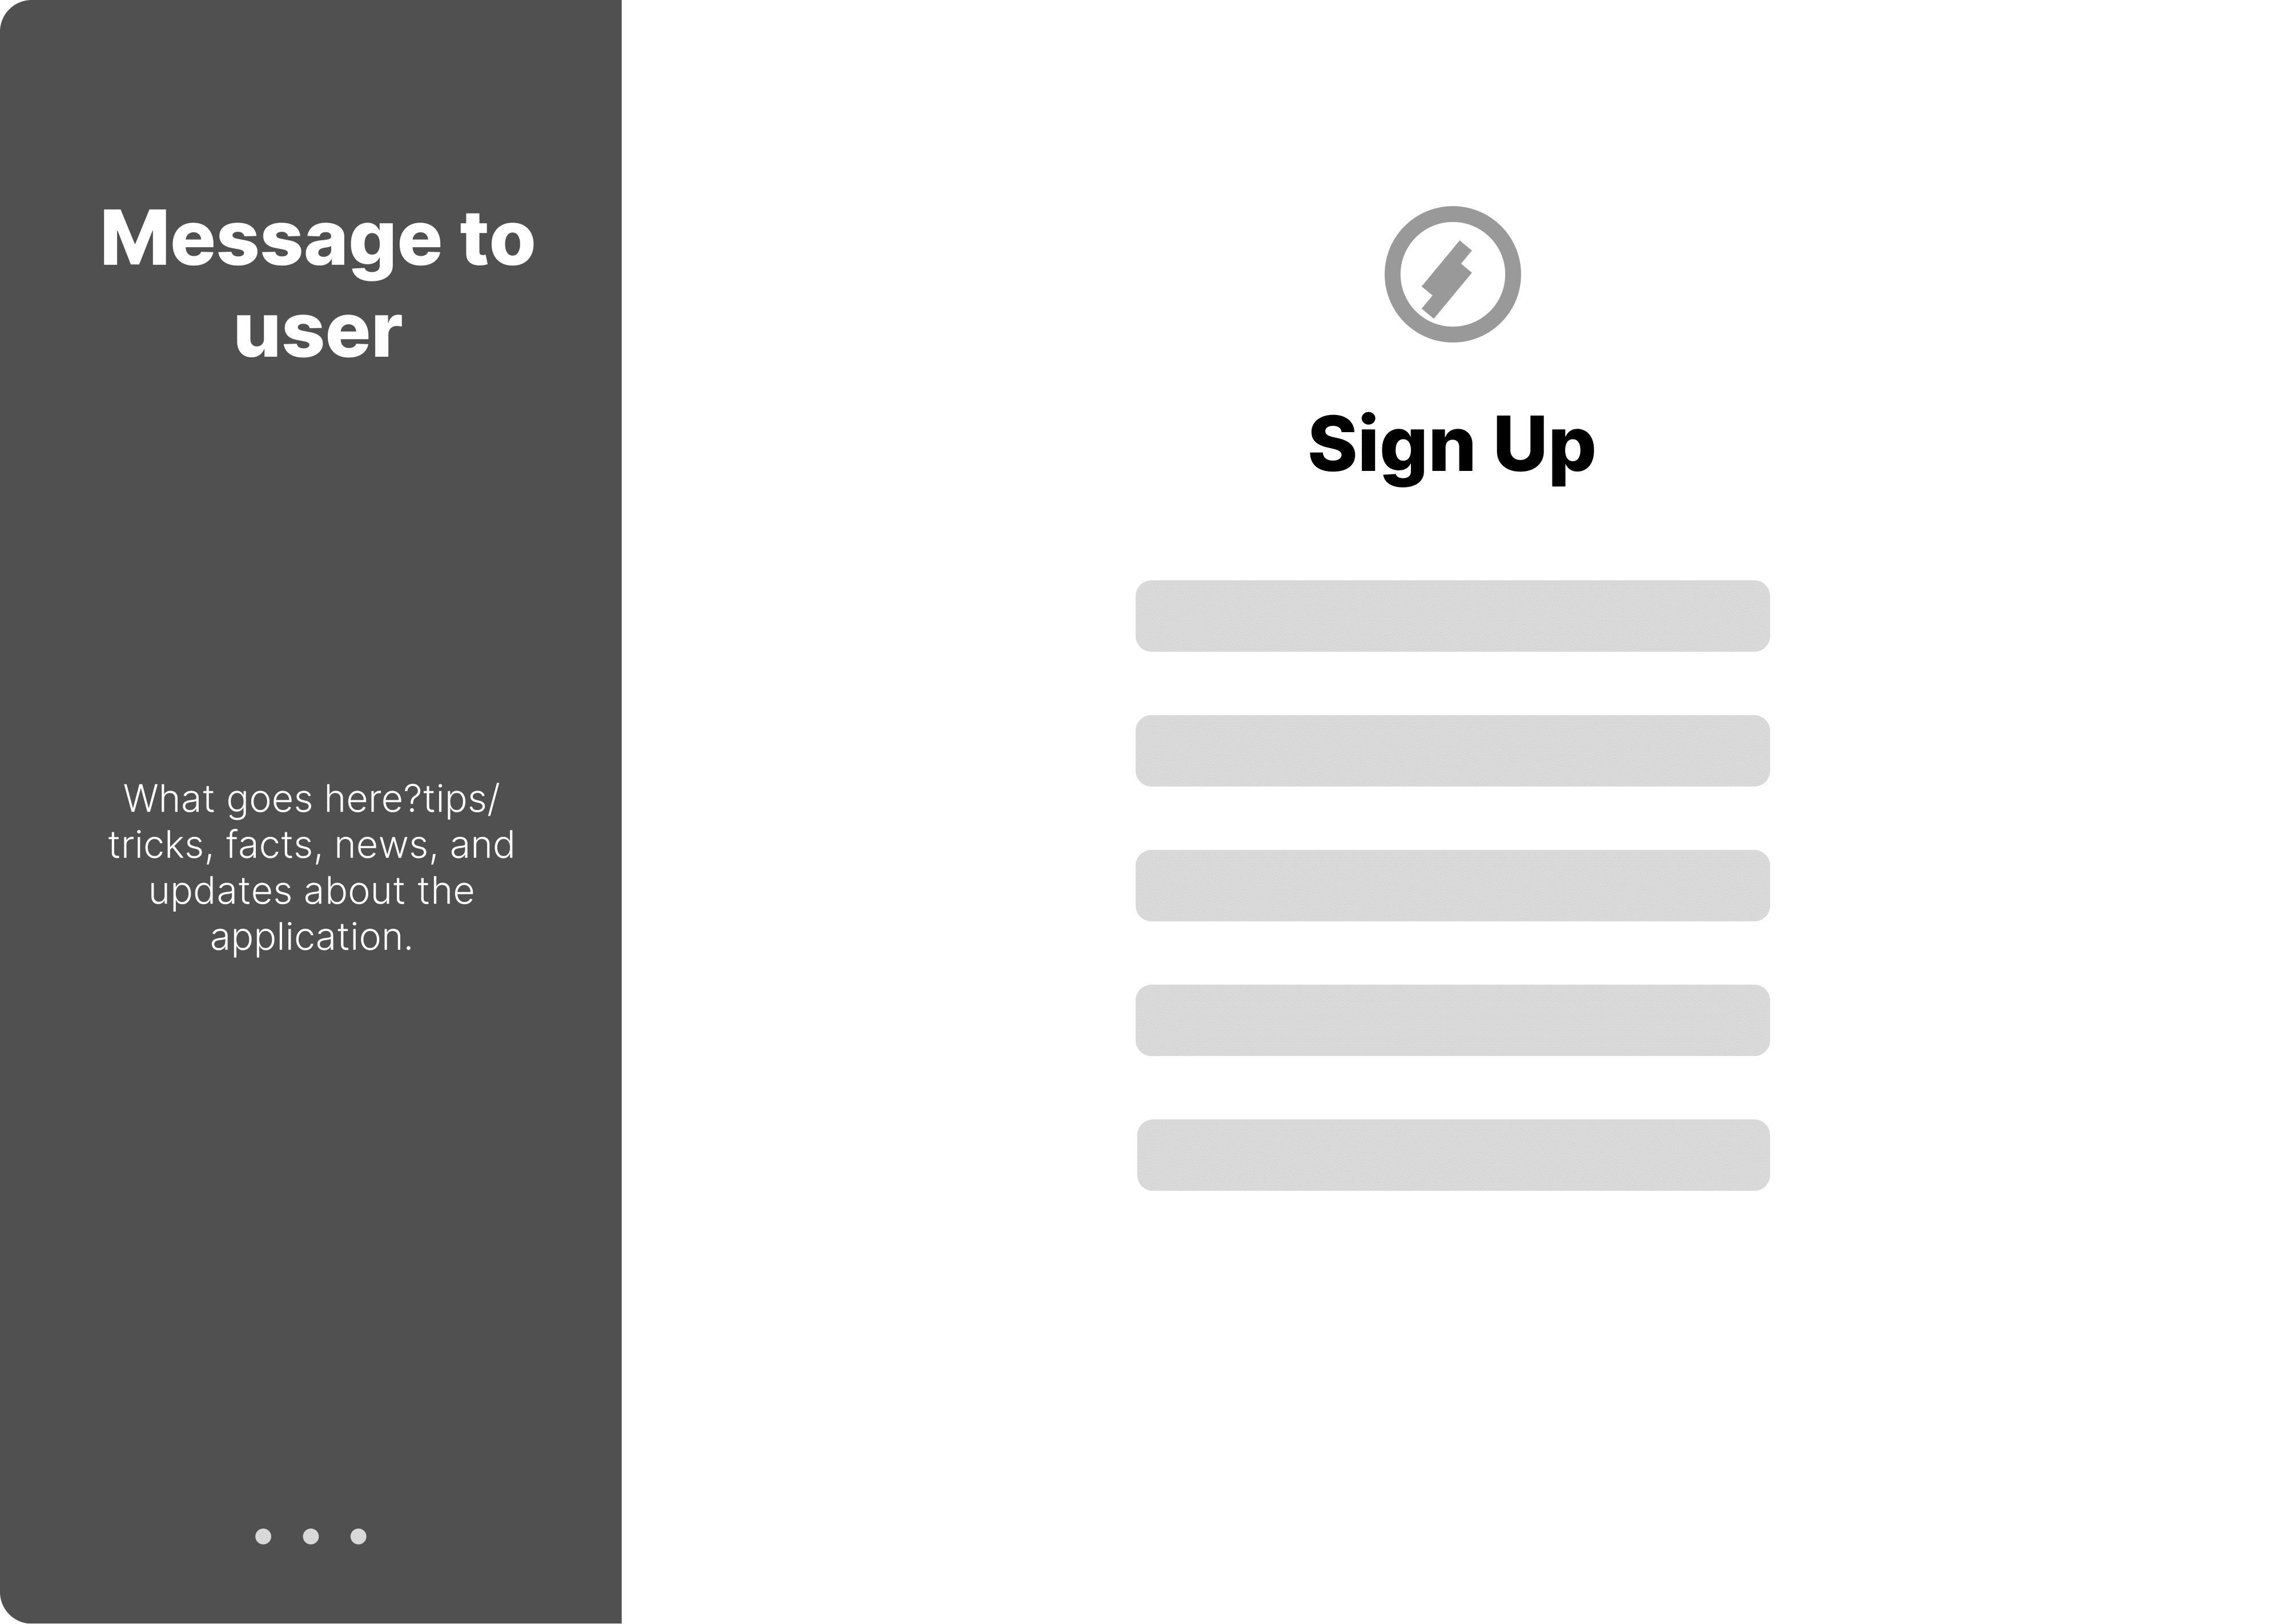 Message to
user
What goes here?tips/
tricks, facts, news, and
updates about the
application.
Sign Up